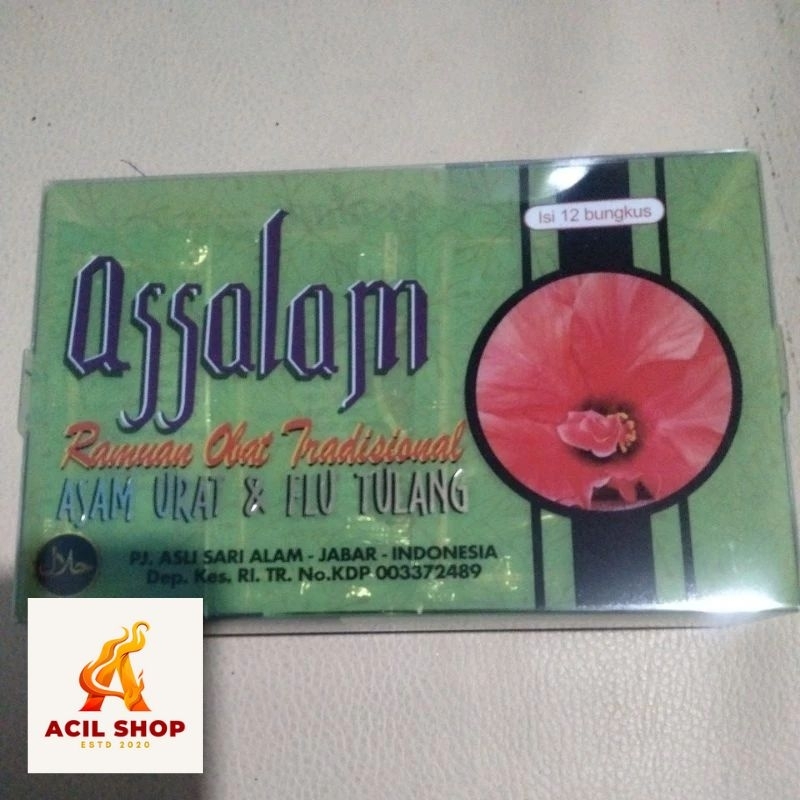 Isi 12 bungkus
Assalam
Ramuan Obat Tradisional
ASAM URAT & FLU TULANG
حلال
PJ. ASLI SARI ALAM - JABAR - INDONESIA
Dep. Kes. RI. TR. No.KDP 003372489
ACIL SHOP
ESTD 2020